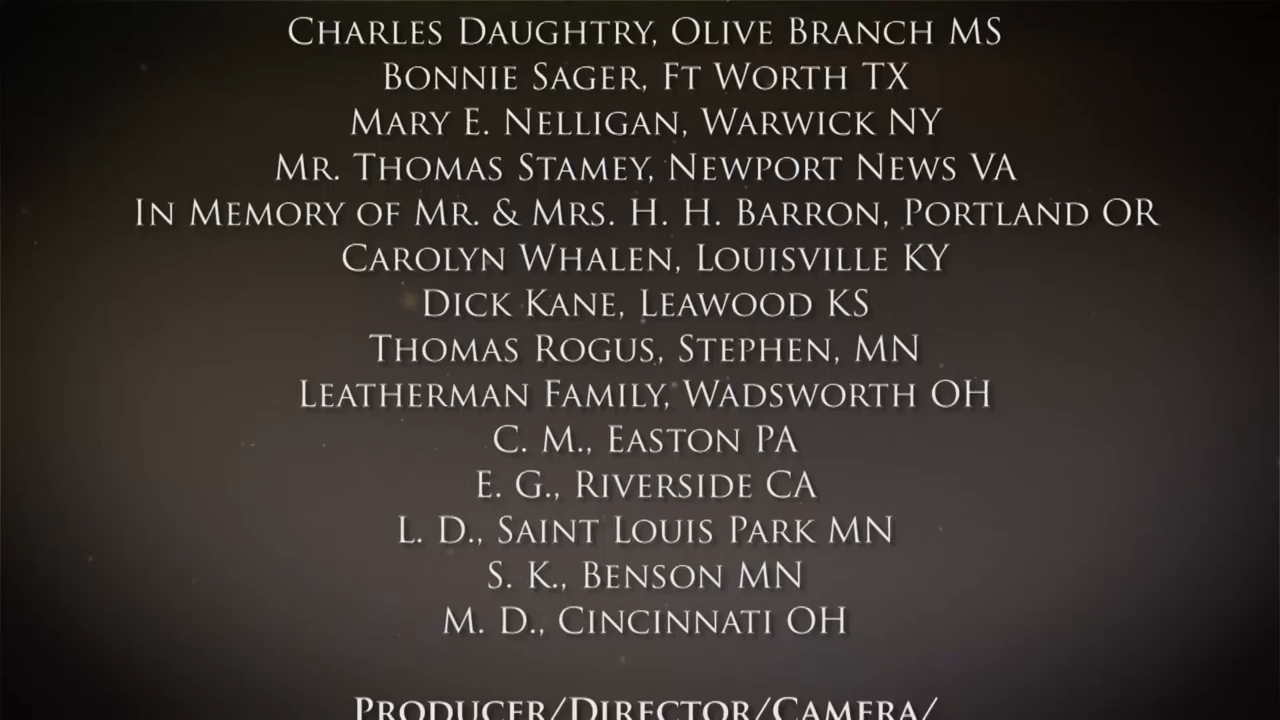 Charles Daughtry, Olive Branch MS
Bonnie Sager, Ft Worth TX
Mary E. Nelligan, Warwick NY
Mr. Thomas Stamey, Newport News VA
In Memory of Mr. & Mrs. H. H. Barron, Portland OR
Carolyn Whalen, Louisville KY
Dick Kane, Leawood KS
Thomas Rogus, Stephen, MN
Leatherman Family, Wadsworth OH
C. M., Easton PA
E. G., Riverside CA
L. D., Saint Louis Park MN
S. K., Benson MN
M. D., Cincinnati OH
Producer/Director/Camera/